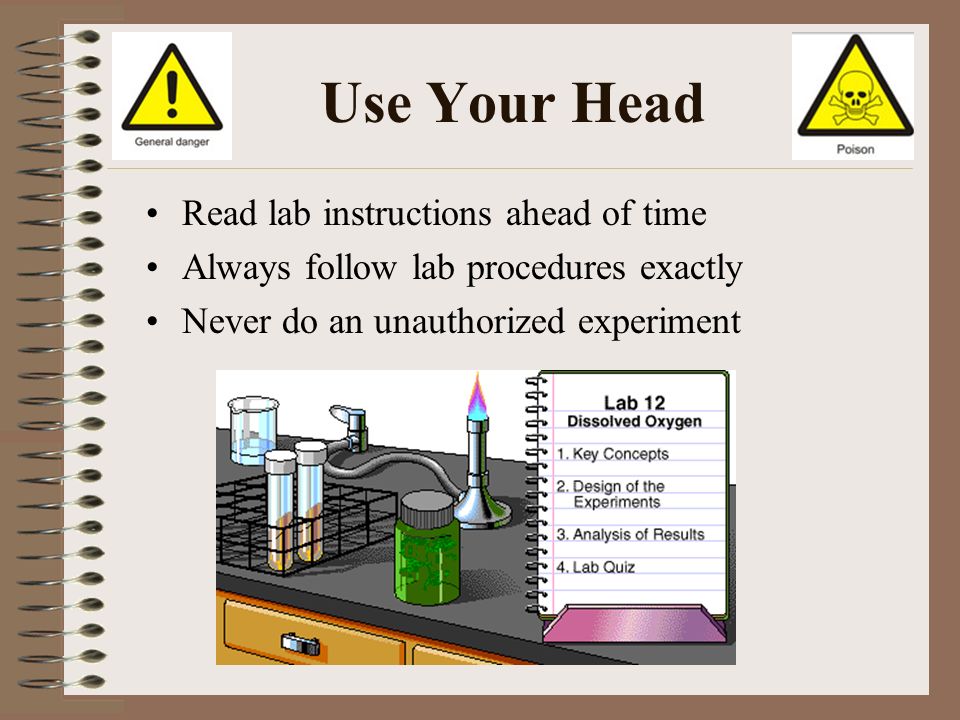 General danger
Use Your Head
Poison
• Read lab instructions ahead of time
• Always follow lab procedures exactly
• Never do an unauthorized experiment
Lab 12
Dissolved Oxygen
1. Key Concepts
2. Design of the
Experiments
3. Analysis of Results
4. Lab Quiz